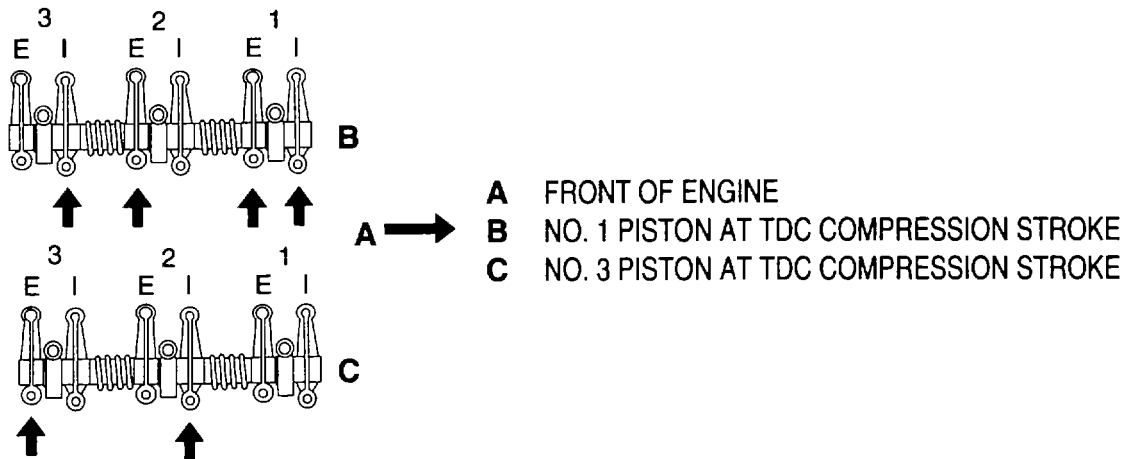 3 2 1
E I E I E I
B
A
3 2 1
E I E I E I
C
A FRONT OF ENGINE
B NO. 1 PISTON AT TDC COMPRESSION STROKE
C NO. 3 PISTON AT TDC COMPRESSION STROKE